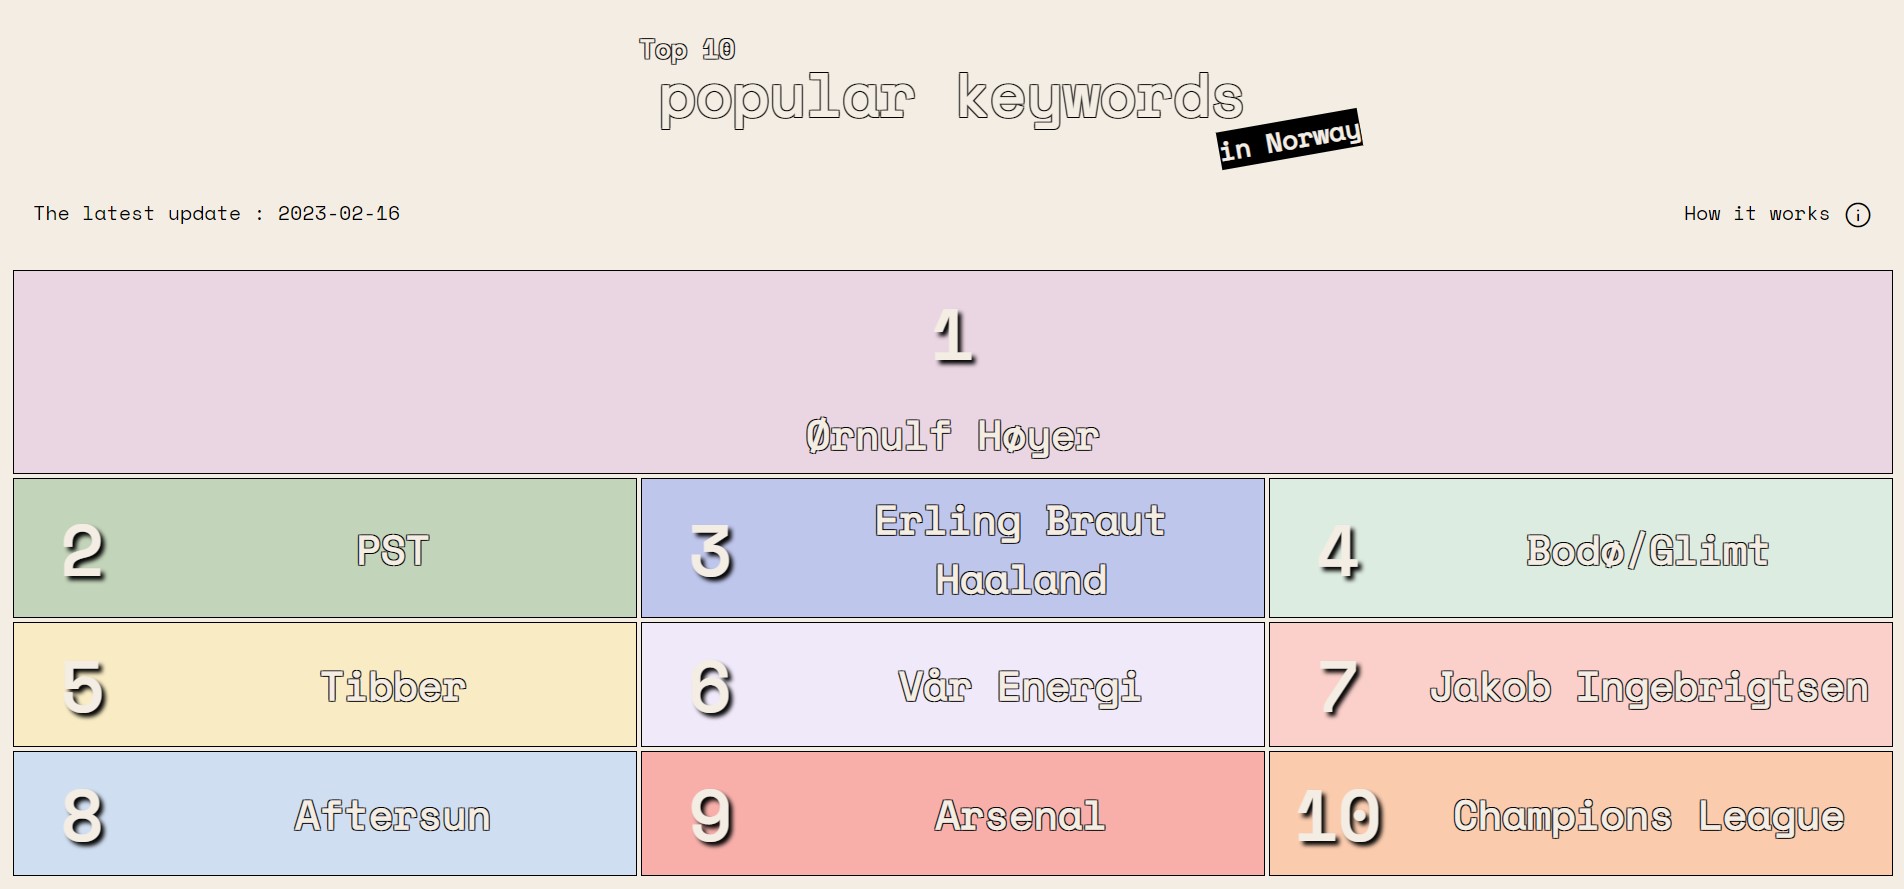 Top 10
popular keywords
in Norway
The latest update : 2023-02-16
How it works
1
Ørnulf Høyer
2
PST
3
Erling Braut
Haaland
4
Bodø/Glimt
5
Tibber
6
Vår Energi
7
Jakob Ingebrigtsen
8
Aftersun
9
Arsenal
10
Champions League